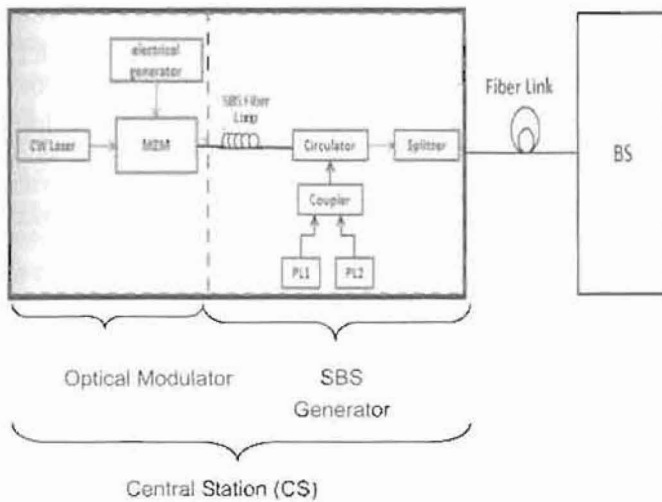 electrical
generator
SBS Fiber
Loop
Fiber Link
CW Laser
MZM
Circulator
Splitter
BS
Coupler
PL1
PL2
Optical Modulator
SBS
Generator
Central Station (CS)